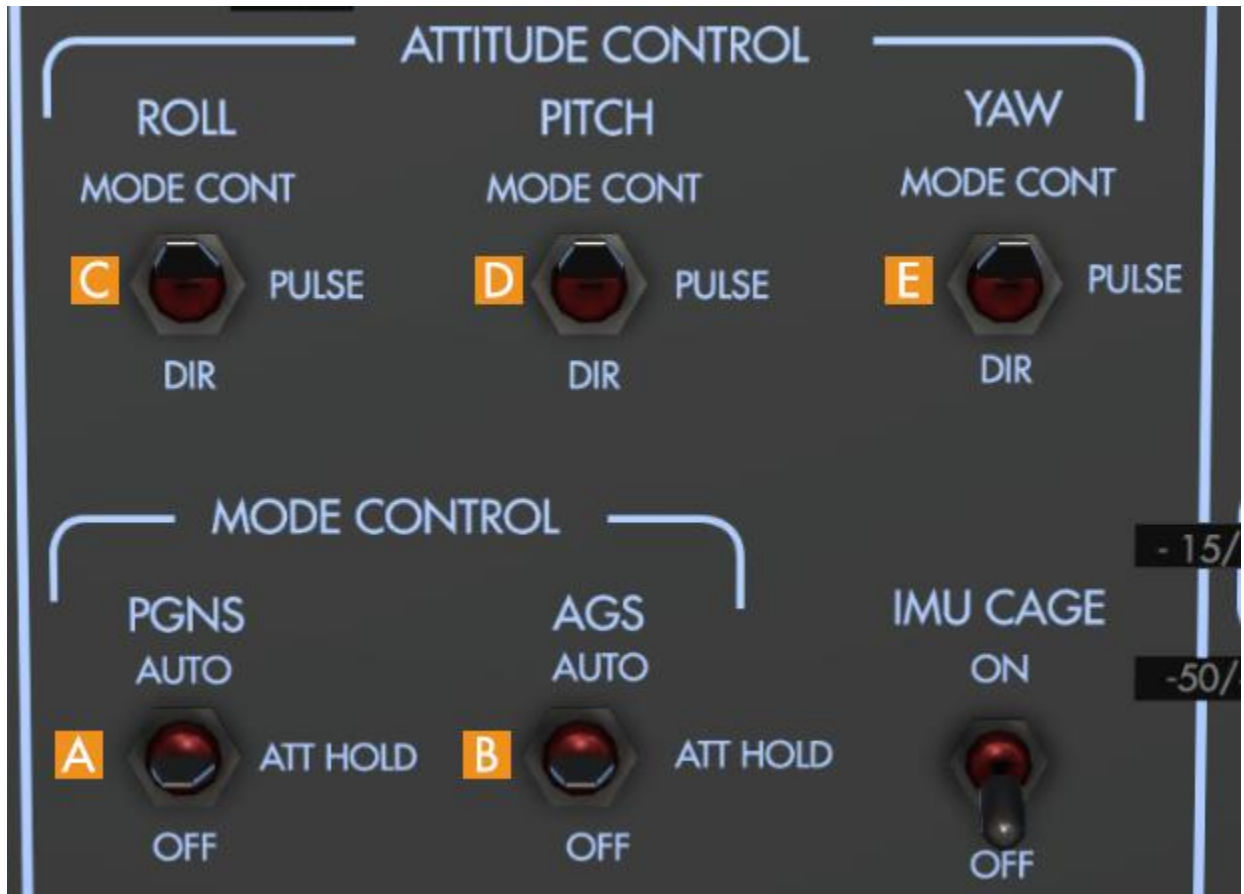 ATTITUDE CONTROL
ROLL
PITCH
YAW
MODE CONT
MODE CONT
MODE CONT
C
PULSE
D
PULSE
E
PULSE
DIR
DIR
DIR
MODE CONTROL
- 15/
PGNS
AGS
IMU CAGE
AUTO
AUTO
ON
-50/
A
ATT HOLD
B
ATT HOLD
OFF
OFF
OFF